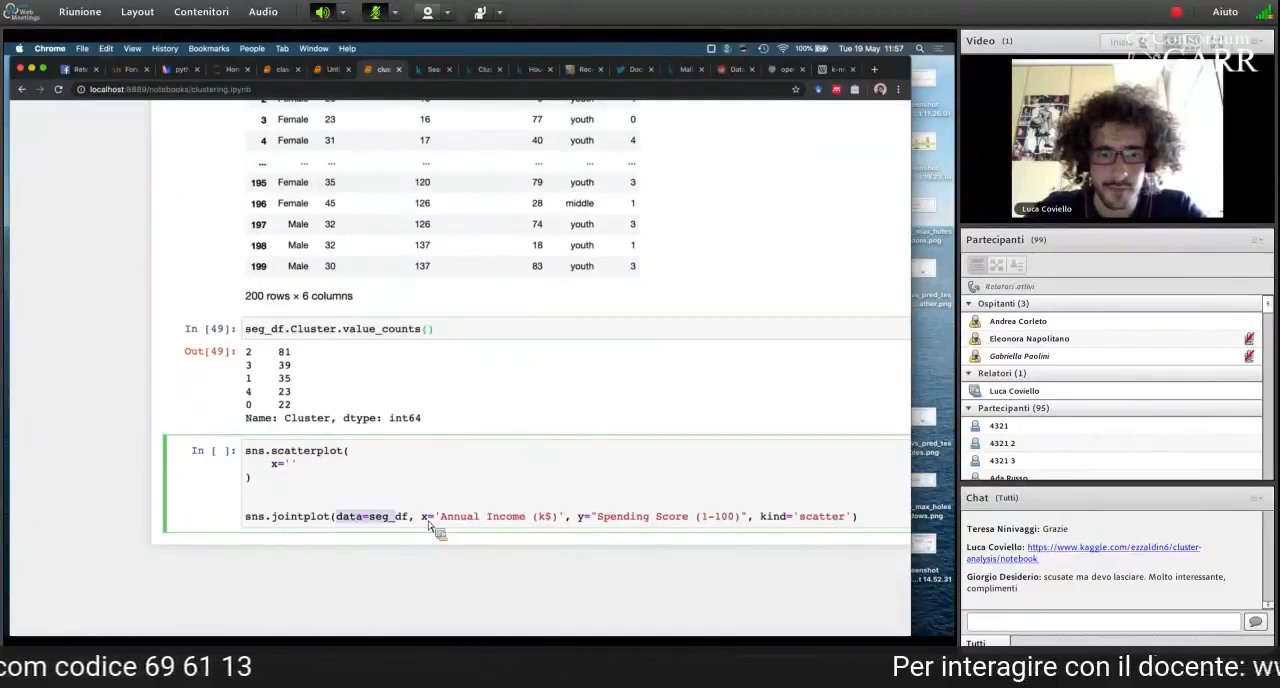 Web Meetings
Riunione Layout Contenitori Audio Aiuto
Chrome File Edit View History Bookmarks People Tab Window Help 100% Tue 19 May 11:57
localhost:8889/notebooks/clustering.ipynb
3 Female 23 16 77 youth 0
4 Female 31 17 40 youth 4
... ... ... ... ... ... ...
195 Female 35 120 79 youth 3
196 Female 45 126 28 middle 1
197 Male 32 126 74 youth 3
198 Male 32 137 18 youth 1
199 Male 30 137 83 youth 3
200 rows × 6 columns
In [49]: seg_df.Cluster.value_counts()
Out[49]: 2 81
3 39
1 35
4 23
0 22
Name: Cluster, dtype: int64
In [ ]: sns.scatterplot(
x=''
)
sns.jointplot(data=seg_df, x='Annual Income (k$)', y="Spending Score (1-100)", kind='scatter')
Video (1)
Consortium
GARR
Luca Coviello
Partecipanti (99)
Relatori attivi
Ospitanti (3)
Andrea Corleto
Eleonora Napolitano
Gabriella Paolini
Relatori (1)
Luca Coviello
Partecipanti (95)
4321
4321 2
4321 3
Ada Russo
Chat (Tutti)
Teresa Ninivaggi: Grazie
Luca Coviello: https://www.kaggle.com/ezzaldin6/cluster-
analysis/notebook
Giorgio Desiderio: scusate ma devo lasciare. Molto interessante,
complimenti
Tutti
com codice 69 61 13 Per interagire con il docente: w